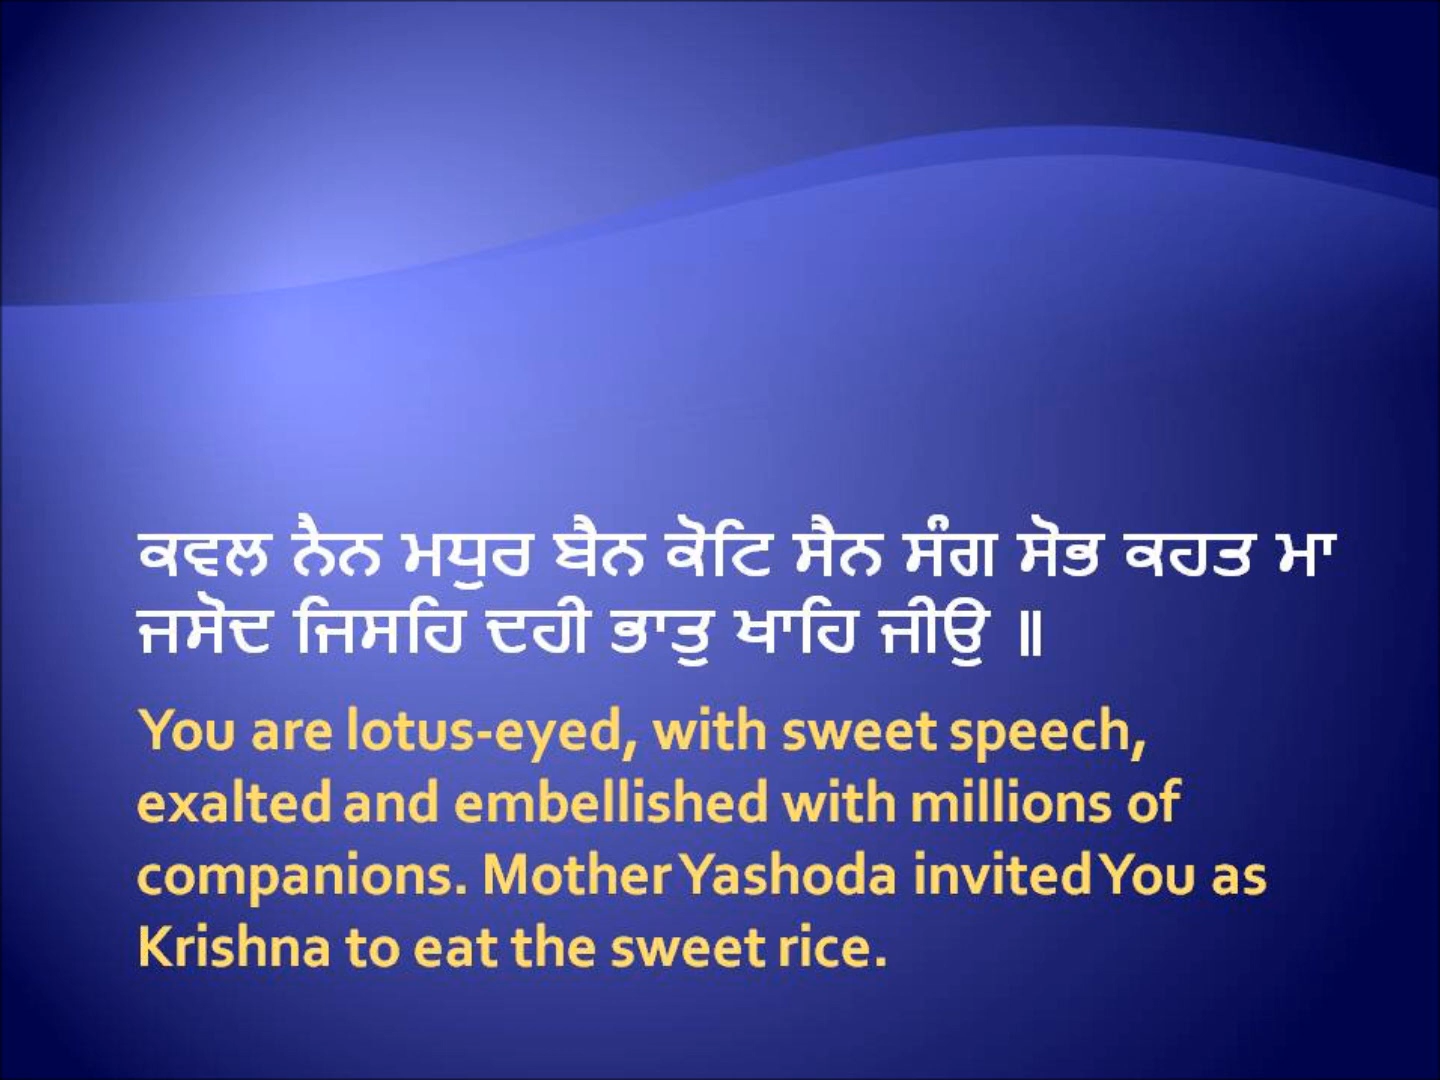 ਕਵਲ ਨੈਨ ਮਧੁਰ ਬੈਨ ਕੋਟਿ ਸੈਨ ਸੰਗ ਸੋਭ ਕਹਤ ਮਾ
ਜਸੋਦ ਜਿਸਹਿ ਦਹੀ ਭਾਤੁ ਖਾਹਿ ਜੀਉ ॥
You are lotus-eyed, with sweet speech,
exalted and embellished with millions of
companions. Mother Yashoda invited You as
Krishna to eat the sweet rice.